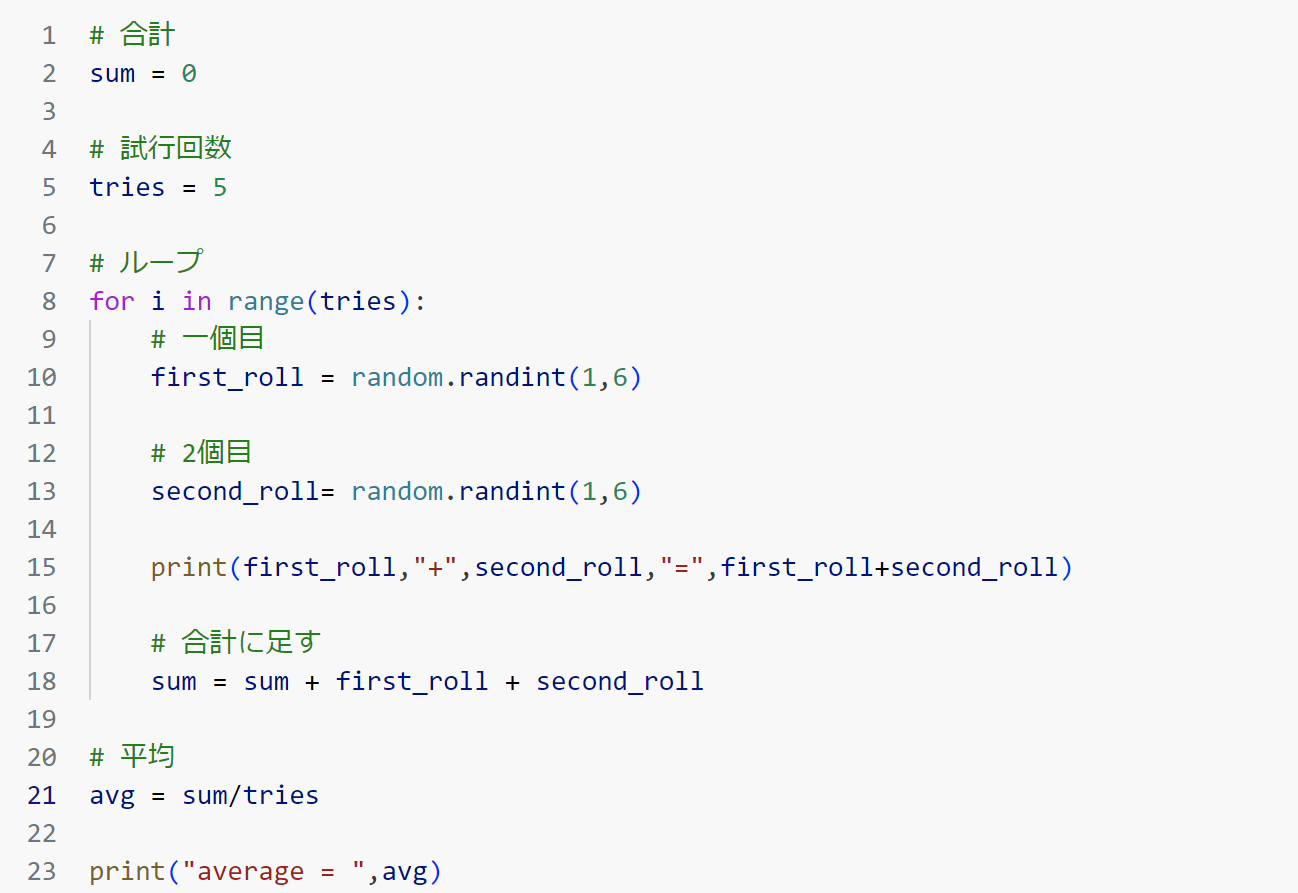 1 # 合計
2 sum = 0
3
4 # 試行回数
5 tries = 5
6
7 # ループ
8 for i in range(tries):
9     # 一個目
10     first_roll = random.randint(1,6)
11
12     # 2個目
13     second_roll= random.randint(1,6)
14
15     print(first_roll,"+",second_roll,"=",first_roll+second_roll)
16
17     # 合計に足す
18     sum = sum + first_roll + second_roll
19
20 # 平均
21 avg = sum/tries
22
23 print("average = ",avg)